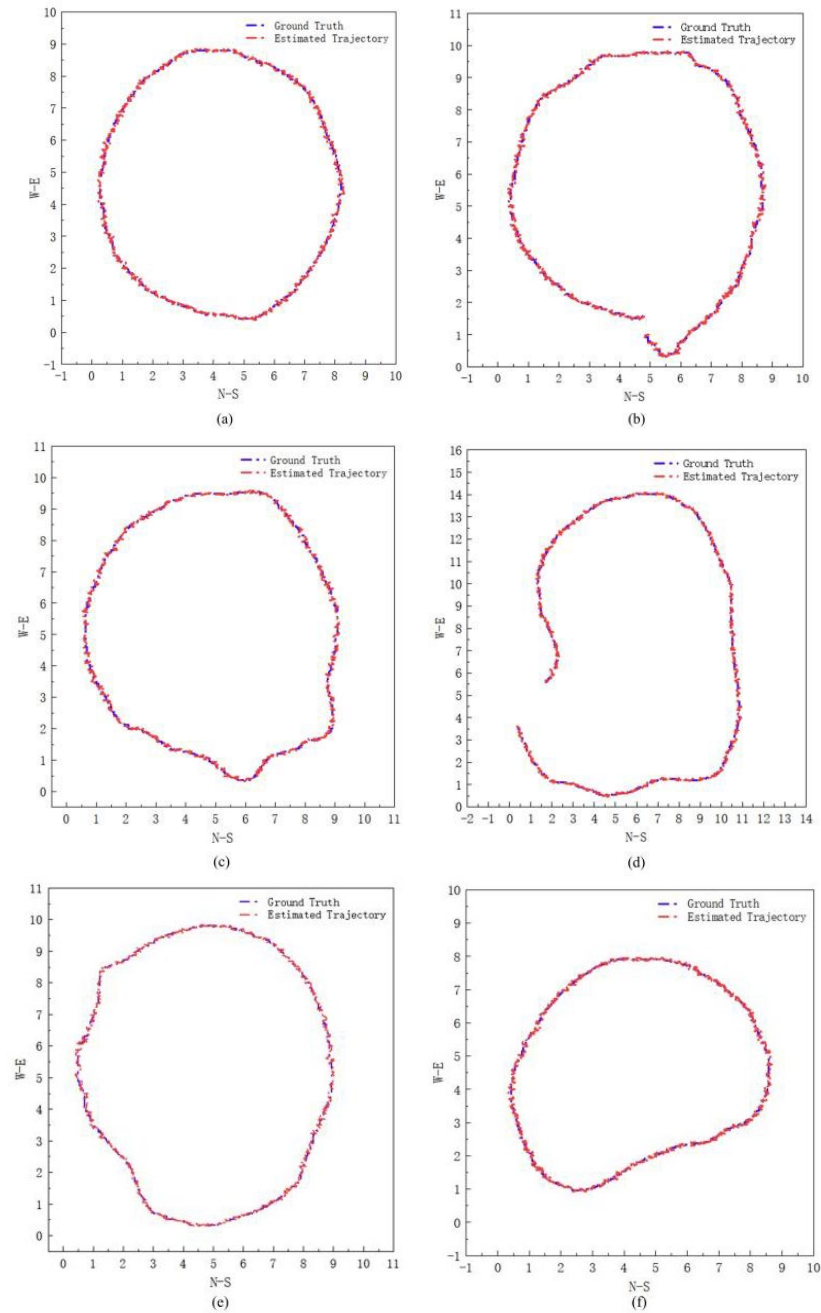 Ground Truth
Estimated Trajectory
10
9
8
7
6
5
4
3
2
1
0
-1
W-E
-1 0 1 2 3 4 5 6 7 8 9 10
N-S
(a)
Ground Truth
Estimated Trajectory
11
10
9
8
7
6
5
4
3
2
1
0
W-E
-1 0 1 2 3 4 5 6 7 8 9 10
N-S
(b)
Ground Truth
Estimated Trajectory
11
10
9
8
7
6
5
4
3
2
1
0
W-E
0 1 2 3 4 5 6 7 8 9 10 11
N-S
(c)
Ground Truth
Estimated Trajectory
16
15
14
13
12
11
10
9
8
7
6
5
4
3
2
1
0
W-E
-2 -1 0 1 2 3 4 5 6 7 8 9 10 11 12 13 14
N-S
(d)
Ground Truth
Estimated Trajectory
11
10
9
8
7
6
5
4
3
2
1
0
W-E
0 1 2 3 4 5 6 7 8 9 10 11
N-S
(e)
Ground Truth
Estimated Trajectory
10
9
8
7
6
5
4
3
2
1
0
-1
W-E
-1 0 1 2 3 4 5 6 7 8 9 10
N-S
(f)